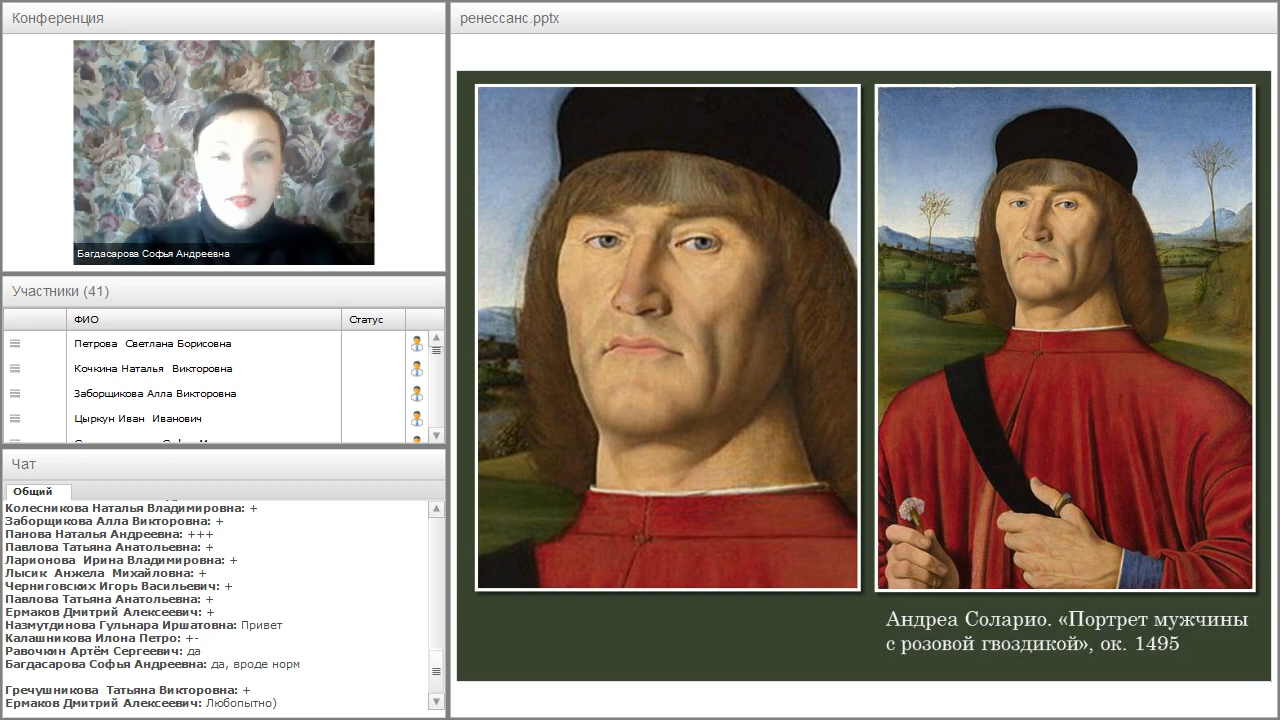 Конференция
Багдасарова Софья Андреевна
Участники (41)
ФИО Статус
Петрова Светлана Борисовна
Кочкина Наталья Викторовна
Заборщикова Алла Викторовна
Цыркун Иван Иванович
Чат
Общий
Колесникова Наталья Владимировна: +
Заборщикова Алла Викторовна: +
Панова Наталья Андреевна: +++
Павлова Татьяна Анатольевна: +
Ларионова Ирина Владимировна: +
Лысик Анжела Михайловна: +
Черниговских Игорь Васильевич: +
Павлова Татьяна Анатольевна: +
Ермаков Дмитрий Алексеевич: +
Назмутдинова Гульнара Иршатовна: Привет
Калашникова Илона Петро: +-
Равочкин Артём Сергеевич: да
Багдасарова Софья Андреевна: да, вроде норм
Гречушникова Татьяна Викторовна: +
Ермаков Дмитрий Алексеевич: Любопытно)
ренессанс.pptx
Андреа Соларио. «Портрет мужчины
с розовой гвоздикой», ок. 1495